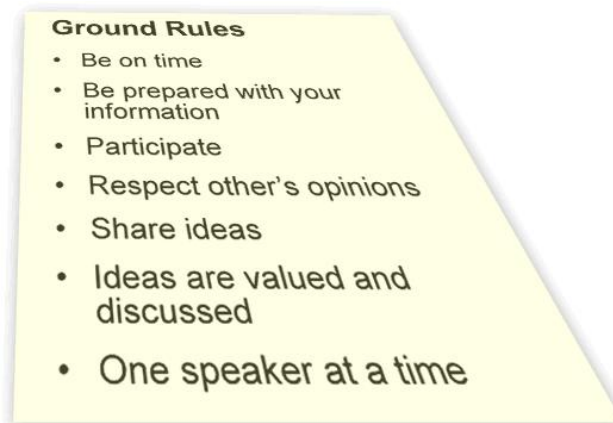 Ground Rules
• Be on time
• Be prepared with your
information
• Participate
• Respect other's opinions
• Share ideas
• Ideas are valued and
discussed
• One speaker at a time